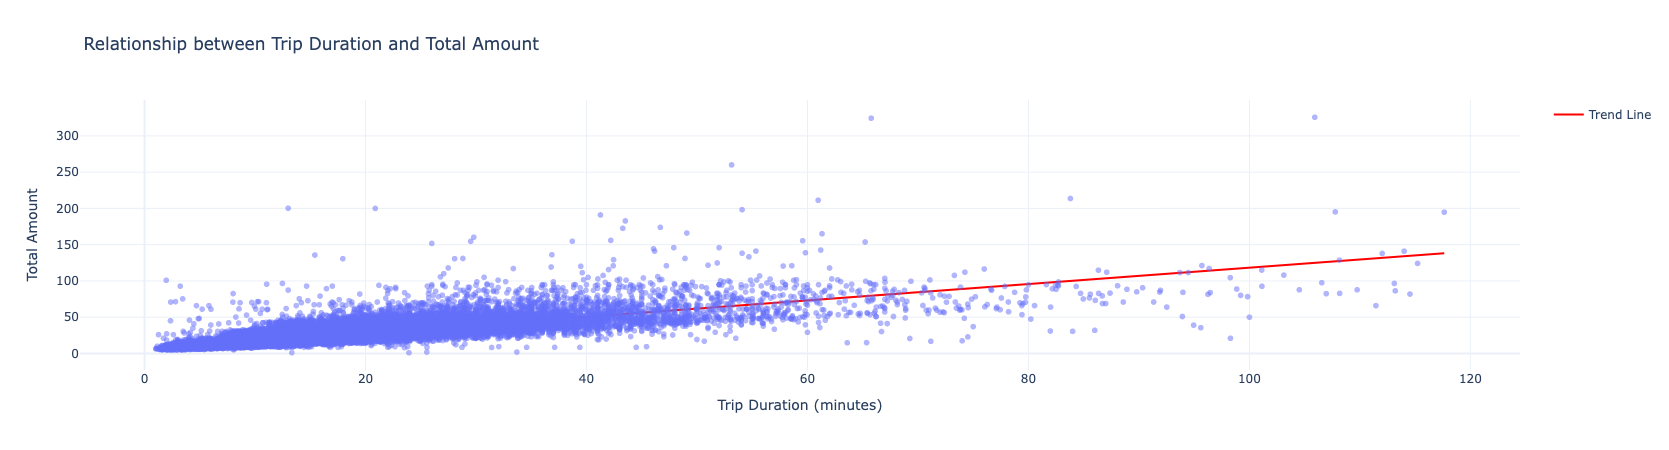 Relationship between Trip Duration and Total Amount
Trend Line
Total Amount
300
250
200
150
100
50
0
0 20 40 60 80 100 120
Trip Duration (minutes)